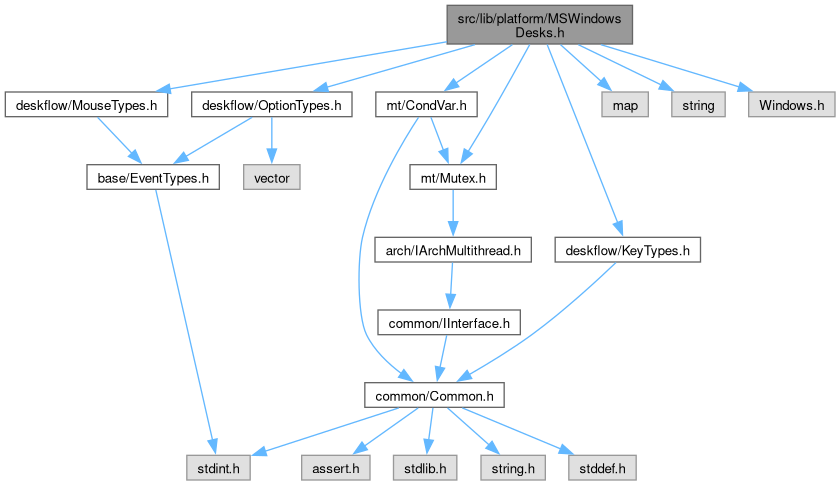 src/lib/platform/MSWindows
Desks.h
deskflow/MouseTypes.h
deskflow/OptionTypes.h
mt/CondVar.h
map
string
Windows.h
base/EventTypes.h
vector
mt/Mutex.h
arch/IArchMultithread.h
deskflow/KeyTypes.h
common/IInterface.h
common/Common.h
stdint.h
assert.h
stdlib.h
string.h
stddef.h